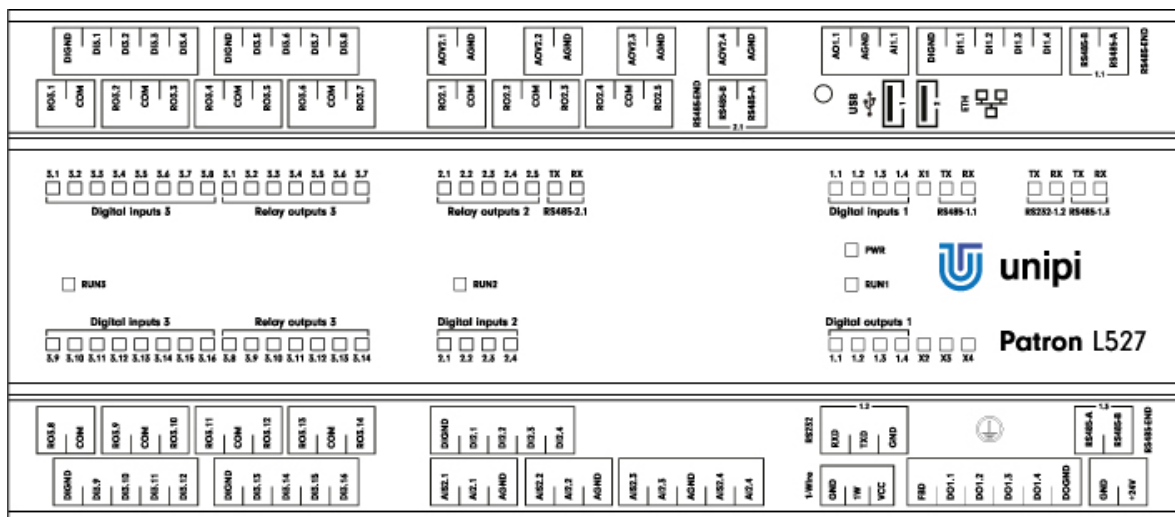 DIGND DI3.1 DI3.2 DI3.3 DI3.4 DIGND DI3.5 DI3.6 DI3.7 DI3.8 AOV2.1 AGND AOV2.2 AGND AOV2.3 AGND AOV2.4 AGND AO1.1 AGND AI1.1 DIGND DI1.1 DI1.2 DI1.3 DI1.4 RS485-B RS485-A RS485-END
1.1
RO3.1 COM RO3.2 COM RO3.3 RO3.4 COM RO3.5 RO3.6 COM RO3.7 RO2.1 COM RO2.2 COM RO2.3 RO2.4 COM RO2.5 RS485-END RS485-B RS485-A USB 1 2 ETH
2.1
3.1 3.2 3.3 3.4 3.5 3.6 3.7 3.8 3.1 3.2 3.3 3.4 3.5 3.6 3.7 2.1 2.2 2.3 2.4 2.5 TX RX 1.1 1.2 1.3 1.4 X1 TX RX TX RX TX RX
Digital inputs 3 Relay outputs 3 Relay outputs 2 RS485-2.1 Digital inputs 1 RS485-1.1 RS232-1.2 RS485-1.3
PWR
unipi
RUN3 RUN2 RUN1
Digital inputs 3 Relay outputs 3 Digital inputs 2 Digital outputs 1
Patron L527
3.9 3.10 3.11 3.12 3.13 3.14 3.15 3.16 3.8 3.9 3.10 3.11 3.12 3.13 3.14 2.1 2.2 2.3 2.4 1.1 1.2 1.3 1.4 X2 X3 X4
1.2 1.3
RO3.8 COM RO3.9 COM RO3.10 RO3.11 COM RO3.12 RO3.13 COM RO3.14 DIGND DI2.1 DI2.2 DI2.3 DI2.4 RS232 RXD TXD GND RS485-A RS485-B RS485-END
DIGND DI3.9 DI3.10 DI3.11 DI3.12 DIGND DI3.13 DI3.14 DI3.15 DI3.16 AIS2.1 AI2.1 AGND AIS2.2 AI2.2 AGND AIS2.3 AI2.3 AGND AIS2.4 AI2.4 1-Wire GND 1W VCC FBD DO1.1 DO1.2 DO1.3 DO1.4 DOGND GND +24V